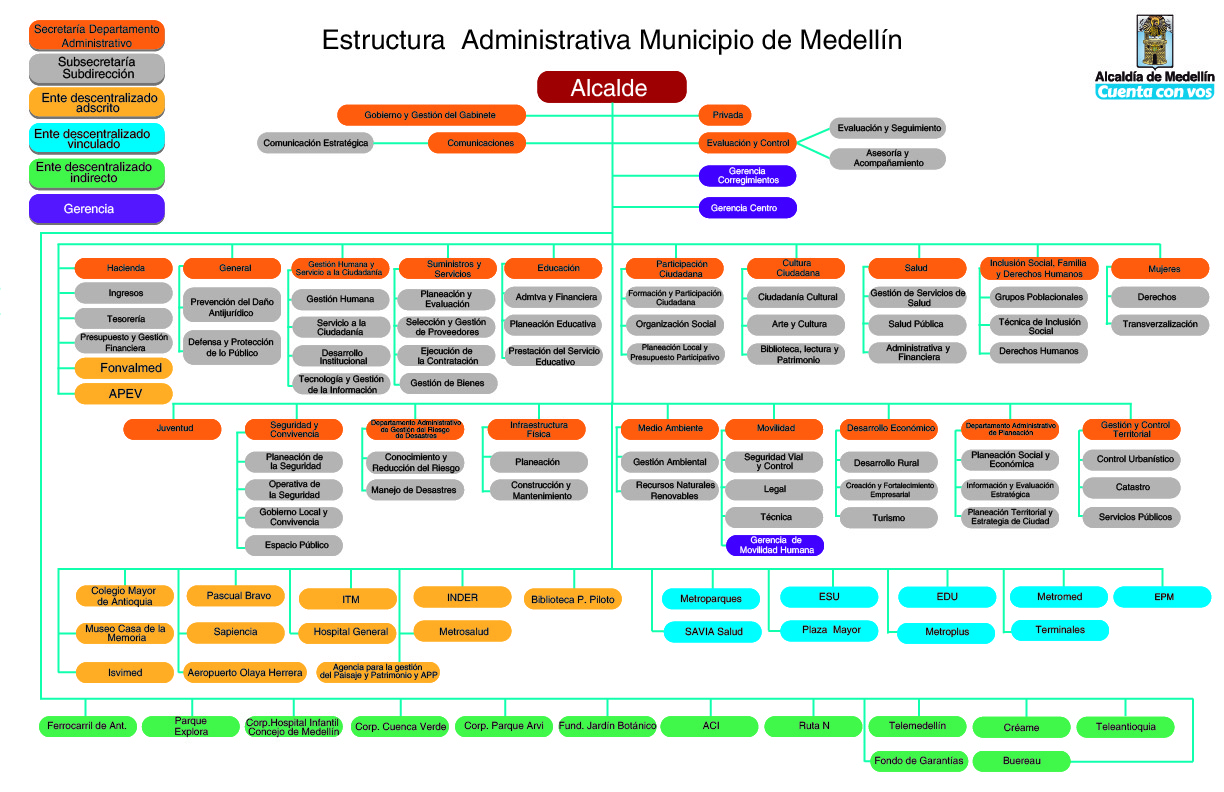 Estructura Administrativa Municipio de Medellín
Secretaría Departamento
Administrativo
Subsecretaría
Subdirección
Ente descentralizado
adscrito
Ente descentralizado
vinculado
Ente descentralizado
indirecto
Gerencia
Alcaldía de Medellín
Cuenta con vos
Alcalde
Gobierno y Gestión del Gabinete
Privada
Comunicación Estratégica
Comunicaciones
Evaluación y Control
Evaluación y Seguimiento
Asesoría y
Acompañamiento
Gerencia
Corregimientos
Gerencia Centro
Hacienda
Ingresos
Tesorería
Presupuesto y Gestión
Financiera
Fonvalmed
APEV
General
Prevención del Daño
Antijurídico
Defensa y Protección
de lo Público
Gestión Humana y
Servicio a la Ciudadanía
Gestión Humana
Servicio a la
Ciudadanía
Desarrollo
Institucional
Tecnología y Gestión
de la Información
Suministros y
Servicios
Planeación y
Evaluación
Selección y Gestión
de Proveedores
Ejecución de
la Contratación
Gestión de Bienes
Educación
Admtva y Financiera
Planeación Educativa
Prestación del Servicio
Educativo
Participación
Ciudadana
Formación y Participación
Ciudadana
Organización Social
Planeación Local y
Presupuesto Participativo
Cultura
Ciudadana
Ciudadanía Cultural
Arte y Cultura
Biblioteca, lectura y
Patrimonio
Salud
Gestión de Servicios de
Salud
Salud Pública
Administrativa y
Financiera
Inclusión Social, Familia
y Derechos Humanos
Grupos Poblacionales
Técnica de Inclusión
Social
Derechos Humanos
Mujeres
Derechos
Transverzalización
Juventud
Seguridad y
Convivencia
Planeación de
la Seguridad
Operativa de
la Seguridad
Gobierno Local y
Convivencia
Espacio Público
Departamento Administrativo
de Gestión del Riesgo
de Desastres
Conocimiento y
Reducción del Riesgo
Manejo de Desastres
Infraestructura
Física
Planeación
Construcción y
Mantenimiento
Medio Ambiente
Gestión Ambiental
Recursos Naturales
Renovables
Movilidad
Seguridad Vial
y Control
Legal
Técnica
Gerencia de
Movilidad Humana
Desarrollo Económico
Desarrollo Rural
Creación y Fortalecimiento
Empresarial
Turismo
Departamento Administrativo
de Planeación
Planeación Social y
Económica
Información y Evaluación
Estratégica
Planeación Territorial y
Estrategia de Ciudad
Gestión y Control
Territorial
Control Urbanístico
Catastro
Servicios Públicos
Colegio Mayor
de Antioquia
Museo Casa de la
Memoria
Isvimed
Pascual Bravo
Sapiencia
Aeropuerto Olaya Herrera
ITM
Hospital General
Agencia para la gestión
del Paisaje y Patrimonio y APP
INDER
Metrosalud
Biblioteca P. Piloto
Metroparques
SAVIA Salud
ESU
Plaza Mayor
EDU
Metroplus
Metromed
Terminales
EPM
Ferrocarril de Ant.
Parque
Explora
Corp.Hospital Infantil
Concejo de Medellín
Corp. Cuenca Verde
Corp. Parque Arvi
Fund. Jardín Botánico
ACI
Ruta N
Telemedellín
Créame
Teleantioquia
Fondo de Garantías
Buereau